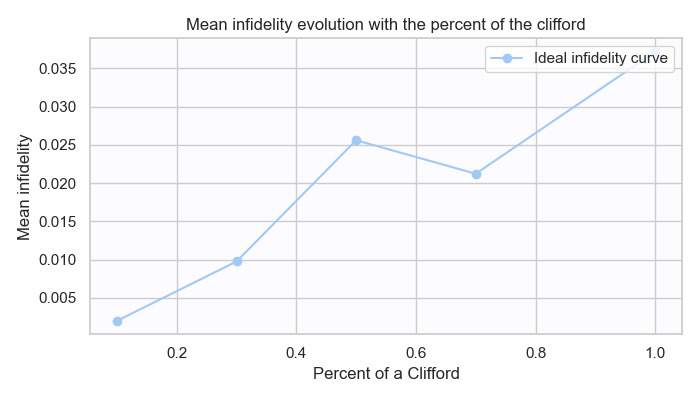 Mean infidelity evolution with the percent of the clifford
Ideal infidelity curve
0.035
0.030
0.025
0.020
0.015
0.010
0.005
Mean infidelity
0.2 0.4 0.6 0.8 1.0
Percent of a Clifford